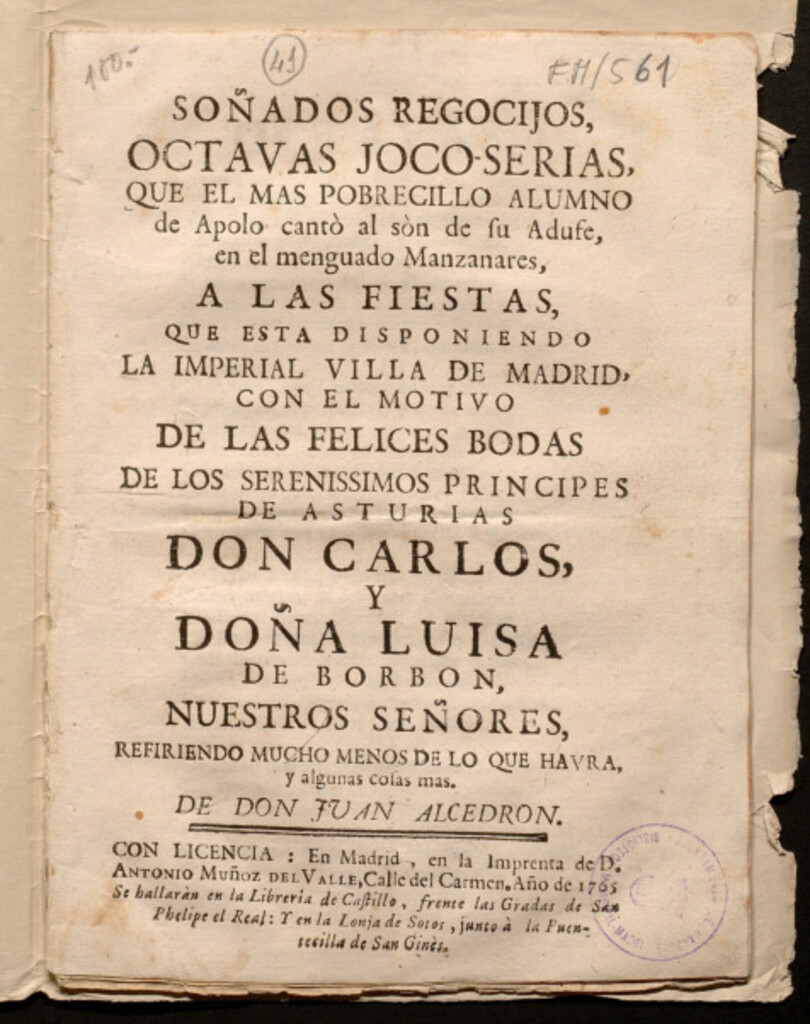 100.-
41
FM/561
SOÑADOS REGOCIJOS,
OCTAVAS JOCO-SERIAS,
QUE EL MAS POBRECILLO ALUMNO
de Apolo cantò al sòn de ſu Adufe,
en el menguado Manzanares,
A LAS FIESTAS,
QUE ESTA DISPONIENDO
LA IMPERIAL VILLA DE MADRID,
CON EL MOTIVO
DE LAS FELICES BODAS
DE LOS SERENISSIMOS PRINCIPES
DE ASTURIAS
DON CARLOS,
Y
DOÑA LUISA
DE BORBON,
NUESTROS SEÑORES,
REFIRIENDO MUCHO MENOS DE LO QUE HAVRA,
y algunas coſas mas.
DE DON JUAN ALCEDRON.
CON LICENCIA : En Madrid, en la Imprenta de D.
ANTONIO MUÑOZ DEL VALLE, Calle del Carmen. Año de 1765
Se hallaràn en la Libreria de Caſtillo, frente las Gradas de San
Phelipe el Real: Y en la Lonja de Sotos, junto à la Fuen-
tecilla de San Ginès.